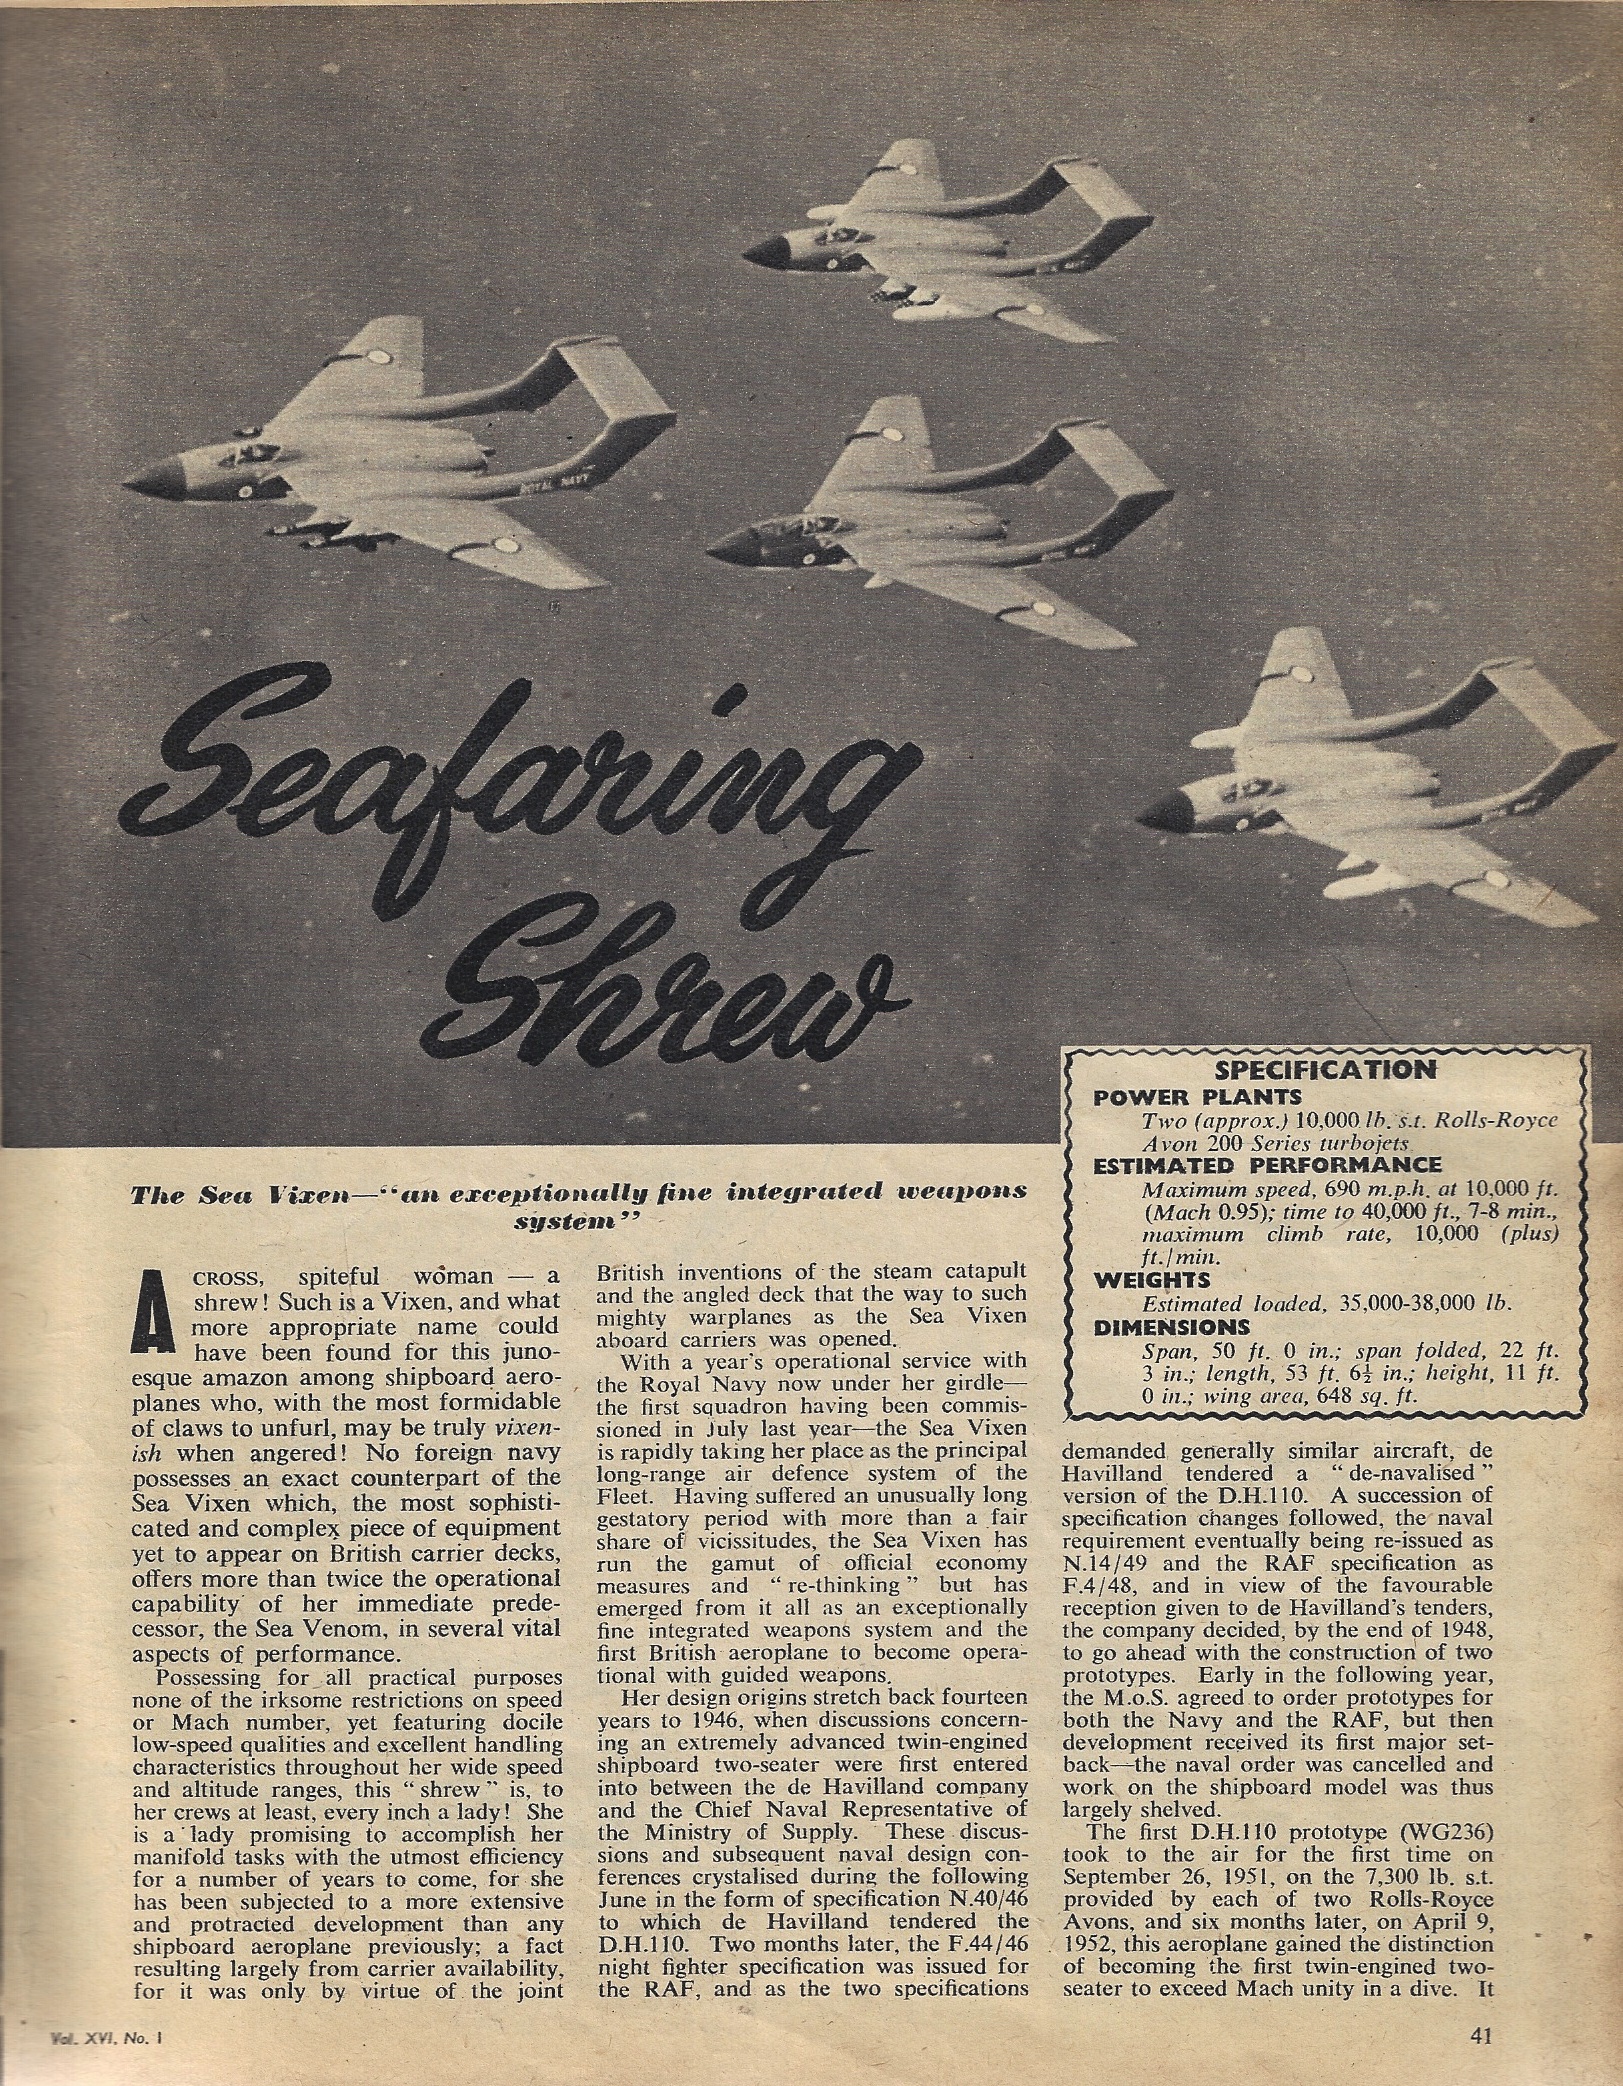 ROYAL NAVY
Seafaring
Shrew
The Sea Vixen—"an exceptionally fine integrated weapons
system"
A CROSS, spiteful woman — a
shrew! Such is a Vixen, and what
more appropriate name could
have been found for this juno-
esque amazon among shipboard aero-
planes who, with the most formidable
of claws to unfurl, may be truly vixen-
ish when angered! No foreign navy
possesses an exact counterpart of the
Sea Vixen which, the most sophisti-
cated and complex piece of equipment
yet to appear on British carrier decks,
offers more than twice the operational
capability of her immediate prede-
cessor, the Sea Venom, in several vital
aspects of performance.
Possessing for all practical purposes
none of the irksome restrictions on speed
or Mach number, yet featuring docile
low-speed qualities and excellent handling
characteristics throughout her wide speed
and altitude ranges, this "shrew" is, to
her crews at least, every inch a lady! She
is a lady promising to accomplish her
manifold tasks with the utmost efficiency
for a number of years to come, for she
has been subjected to a more extensive
and protracted development than any
shipboard aeroplane previously; a fact
resulting largely from carrier availability,
for it was only by virtue of the joint
British inventions of the steam catapult
and the angled deck that the way to such
mighty warplanes as the Sea Vixen
aboard carriers was opened.
With a year's operational service with
the Royal Navy now under her girdle—
the first squadron having been commis-
sioned in July last year—the Sea Vixen
is rapidly taking her place as the principal
long-range air defence system of the
Fleet. Having suffered an unusually long
gestatory period with more than a fair
share of vicissitudes, the Sea Vixen has
run the gamut of official economy
measures and "re-thinking" but has
emerged from it all as an exceptionally
fine integrated weapons system and the
first British aeroplane to become opera-
tional with guided weapons.
Her design origins stretch back fourteen
years to 1946, when discussions concern-
ing an extremely advanced twin-engined
shipboard two-seater were first entered
into between the de Havilland company
and the Chief Naval Representative of
the Ministry of Supply. These discus-
sions and subsequent naval design con-
ferences crystalised during the following
June in the form of specification N.40/46
to which de Havilland tendered the
D.H.110. Two months later, the F.44/46
night fighter specification was issued for
the RAF, and as the two specifications
SPECIFICATION
POWER PLANTS
Two (approx.) 10,000 lb. s.t. Rolls-Royce
Avon 200 Series turbojets
ESTIMATED PERFORMANCE
Maximum speed, 690 m.p.h. at 10,000 ft.
(Mach 0.95); time to 40,000 ft., 7-8 min.,
maximum climb rate, 10,000 (plus)
ft./min.
WEIGHTS
Estimated loaded, 35,000-38,000 lb.
DIMENSIONS
Span, 50 ft. 0 in.; span folded, 22 ft.
3 in.; length, 53 ft. 6½ in.; height, 11 ft.
0 in.; wing area, 648 sq. ft.
demanded generally similar aircraft, de
Havilland tendered a "de-navalised"
version of the D.H.110. A succession of
specification changes followed, the naval
requirement eventually being re-issued as
N.14/49 and the RAF specification as
F.4/48, and in view of the favourable
reception given to de Havilland's tenders,
the company decided, by the end of 1948,
to go ahead with the construction of two
prototypes. Early in the following year,
the M.o.S. agreed to order prototypes for
both the Navy and the RAF, but then
development received its first major set-
back—the naval order was cancelled and
work on the shipboard model was thus
largely shelved.
The first D.H.110 prototype (WG236)
took to the air for the first time on
September 26, 1951, on the 7,300 lb. s.t.
provided by each of two Rolls-Royce
Avons, and six months later, on April 9,
1952, this aeroplane gained the distinction
of becoming the first twin-engined two-
seater to exceed Mach unity in a dive. It
Vol. XVI, No. 1
41